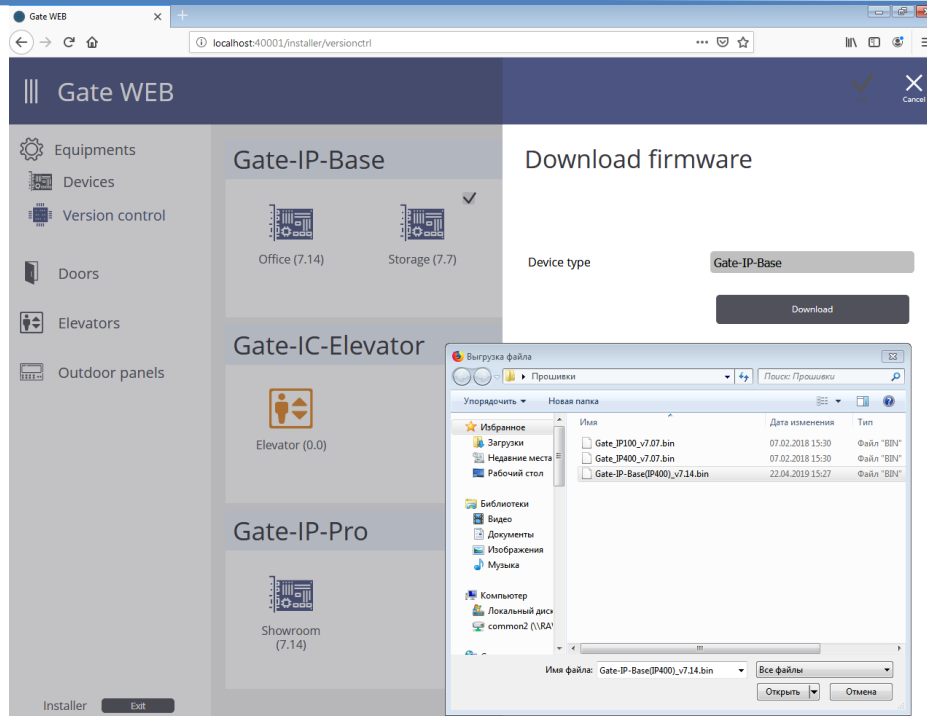 Gate WEB
localhost:40001/installer/versionctrl
Gate WEB
Cancel
Equipments
Devices
Version control
Doors
Elevators
Outdoor panels
Installer
Exit
Gate-IP-Base
Office (7.14)
Storage (7.7)
Gate-IC-Elevator
Elevator (0.0)
Gate-IP-Pro
Showroom
(7.14)
Download firmware
Device type
Gate-IP-Base
Download
Выгрузка файла
Прошивки
Поиск: Прошивки
Упорядочить
Новая папка
Избранное
Загрузки
Недавние места
Рабочий стол
Библиотеки
Видео
Документы
Изображения
Музыка
Компьютер
Локальный диск
common2 (\\RA
Имя
Дата изменения
Тип
Gate_IP100_v7.07.bin
07.02.2018 15:30
Файл "BIN"
Gate_IP400_v7.07.bin
07.02.2018 15:30
Файл "BIN"
Gate-IP-Base(IP400)_v7.14.bin
22.04.2019 15:27
Файл "BIN"
Имя файла:
Gate-IP-Base(IP400)_v7.14.bin
Все файлы
Открыть
Отмена